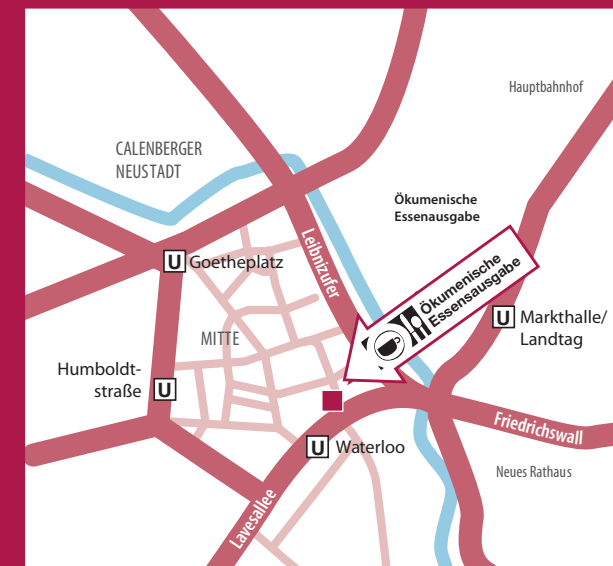 Hauptbahnhof
CALENBERGER
NEUSTADT
Ökumenische
Essenausgabe
Leibnizufer
U Goetheplatz
Ökumenische
Essensausgabe
U Markthalle/
Landtag
MITTE
Humboldt-
straße U
Friedrichswall
U Waterloo
Neues Rathaus
Lavesallee